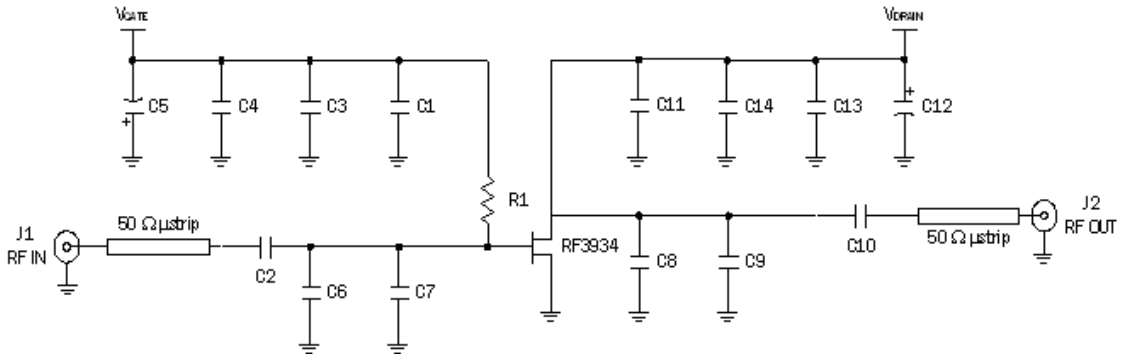 VGATE
VDRAIN
C5
+
C4
C3
C1
C11
C14
C13
+
C12
R1
J1
RF IN
50 Ω µstrip
C2
C6
C7
RF3934
C8
C9
C10
50 Ω µstrip
J2
RF OUT